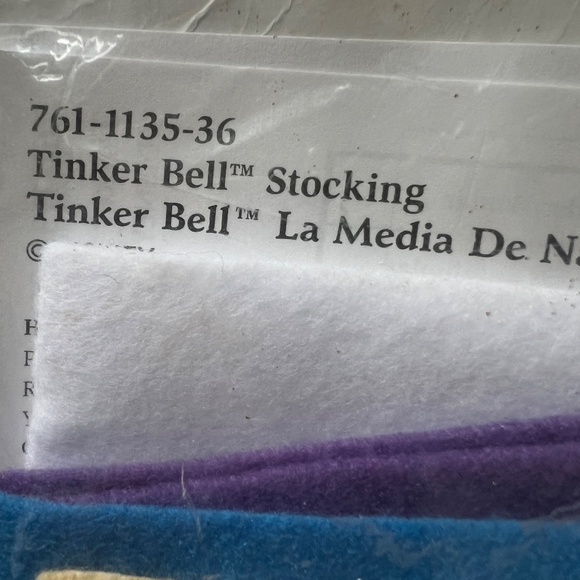 761-1135-36
Tinker Bell™ Stocking
Tinker Bell™ La Media De N
©
H
F
R